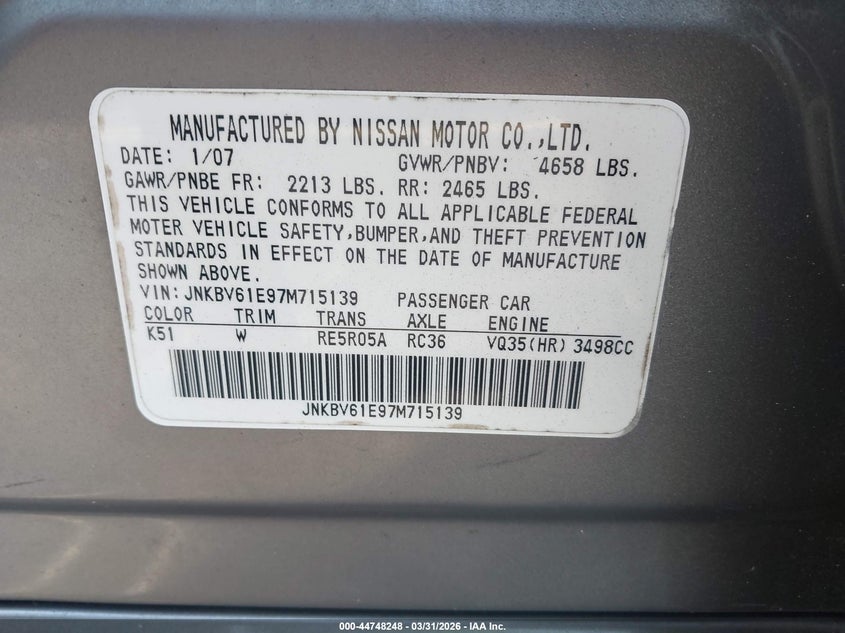 MANUFACTURED BY NISSAN MOTOR CO.,LTD.
DATE: 1/07 GVWR/PNBV: 4658 LBS.
GAWR/PNBE FR: 2213 LBS. RR: 2465 LBS.
THIS VEHICLE CONFORMS TO ALL APPLICABLE FEDERAL
MOTER VEHICLE SAFETY,BUMPER,AND THEFT PREVENTION
STANDARDS IN EFFECT ON THE DATE OF MANUFACTURE
SHOWN ABOVE.
VIN: JNKBV61E97M715139 PASSENGER CAR
COLOR TRIM TRANS AXLE ENGINE
K51 W RE5R05A RC36 VQ35(HR) 3498CC
JNKBV61E97M715139
000-44748248 - 03/31/2026 - IAA Inc.